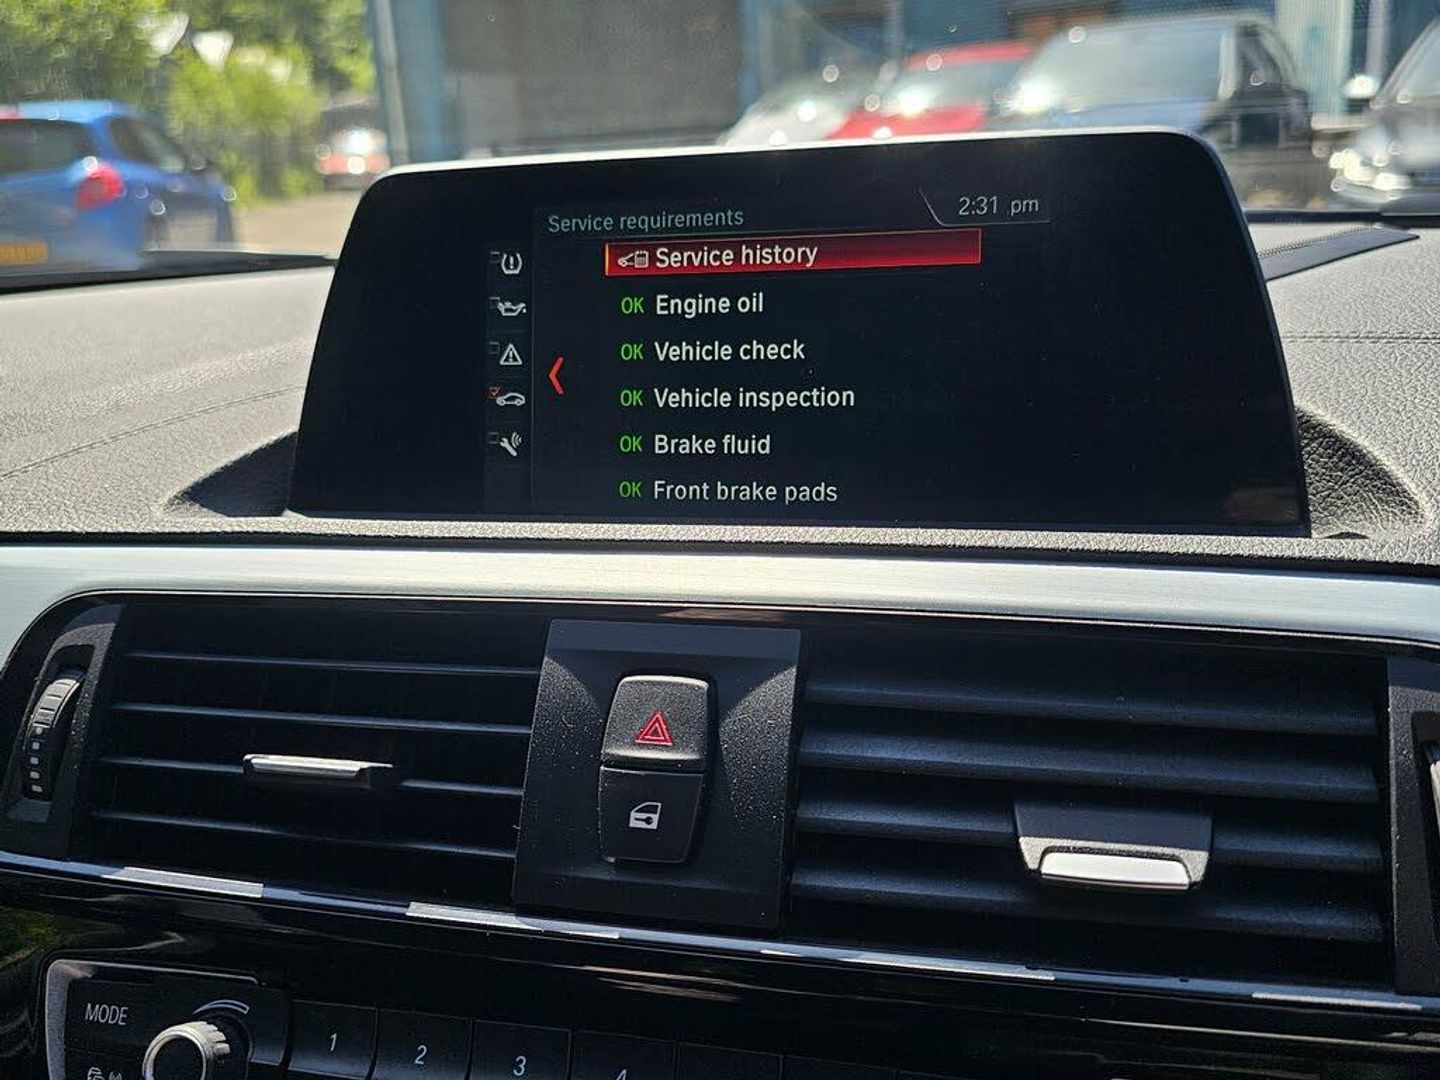 Service requirements
2:31 pm
Service history
OK Engine oil
OK Vehicle check
OK Vehicle inspection
OK Brake fluid
OK Front brake pads
MODE
1
2
3
4